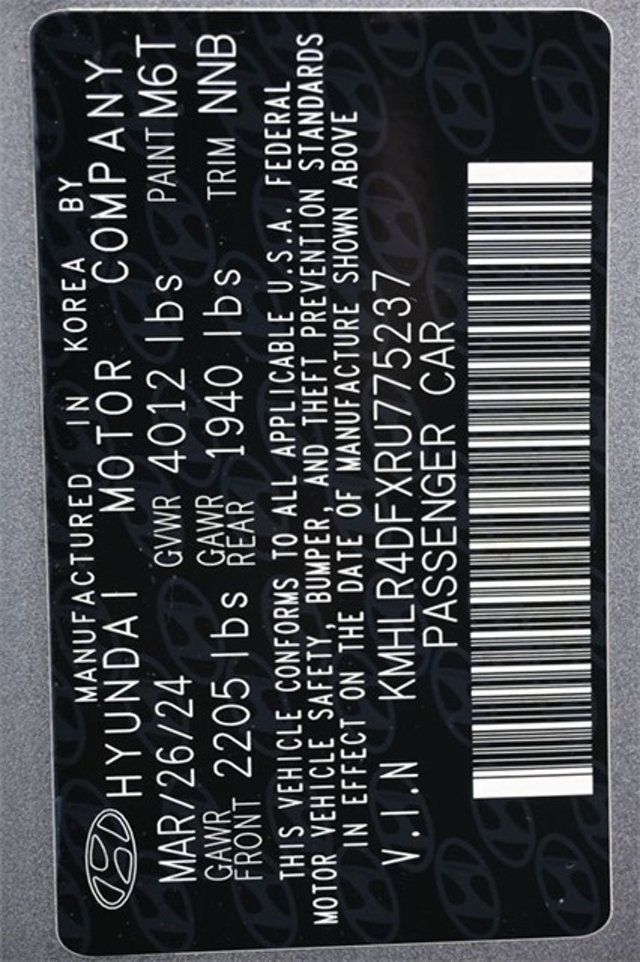 MANUFACTURED IN KOREA BY
HYUNDAI MOTOR COMPANY
MAR/26/24 GVWR 4012 lbs PAINT M6T
GAWR FRONT 2205 lbs GAWR REAR 1940 lbs TRIM NNB
THIS VEHICLE CONFORMS TO ALL APPLICABLE U.S.A. FEDERAL
MOTOR VEHICLE SAFETY, BUMPER, AND THEFT PREVENTION STANDARDS
IN EFFECT ON THE DATE OF MANUFACTURE SHOWN ABOVE
V.I.N KMHLR4DFXRU775237
PASSENGER CAR